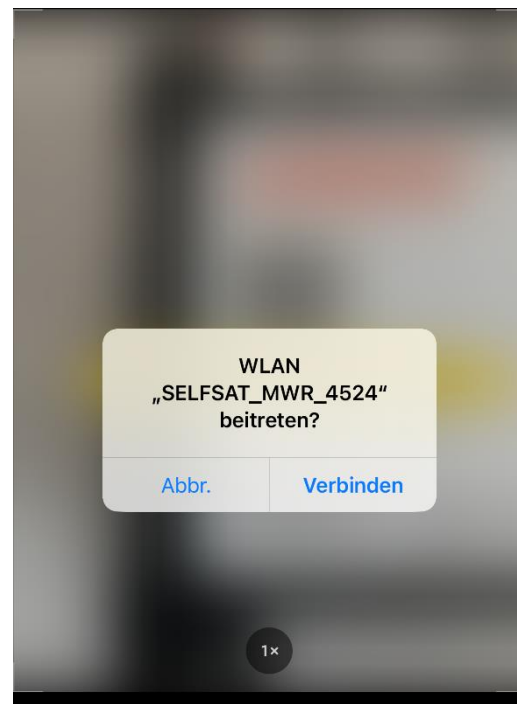 WLAN
„SELFSAT_MWR_4524“
beitreten?
Abbr.
Verbinden
1×